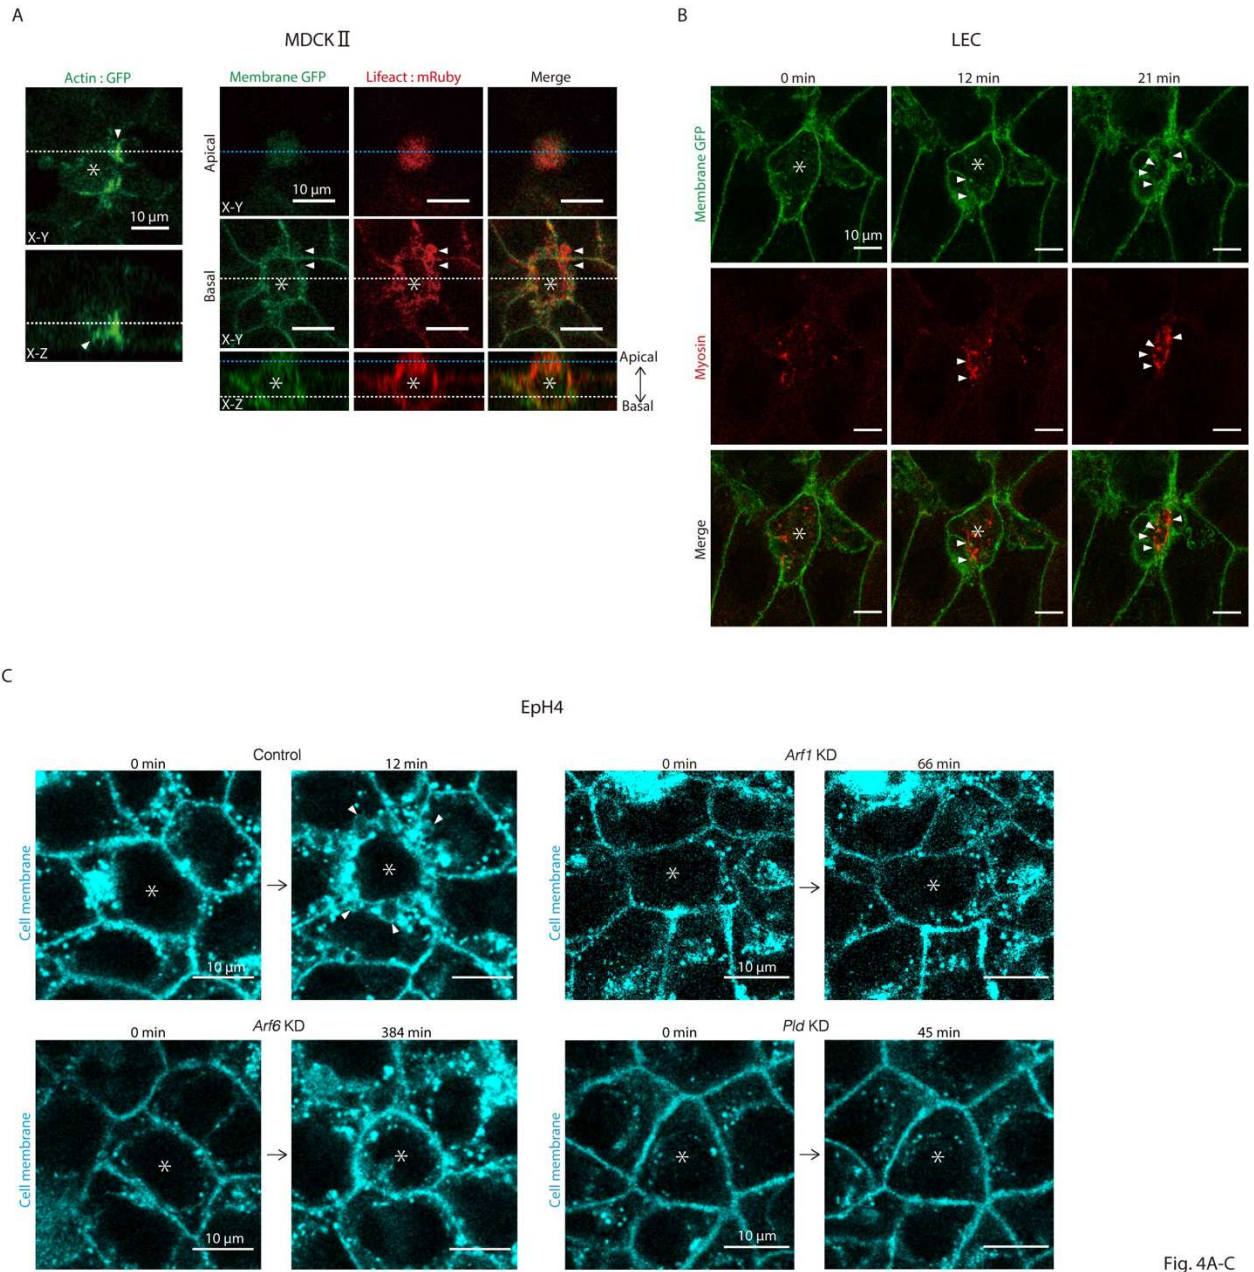 A
MDCK Ⅱ
Actin : GFP
Membrane GFP
Lifeact : mRuby
Merge
Apical
10 µm
X-Y
10 µm
X-Y
Basal
X-Y
X-Z
Apical
Basal
X-Z
B
LEC
0 min
12 min
21 min
Membrane GFP
10 µm
Myosin
Merge
C
EpH4
Control
0 min
12 min
Cell membrane
10 µm
Arf1 KD
0 min
66 min
Cell membrane
10 µm
Arf6 KD
0 min
384 min
Cell membrane
10 µm
Pld KD
0 min
45 min
Cell membrane
10 µm
Fig. 4A-C